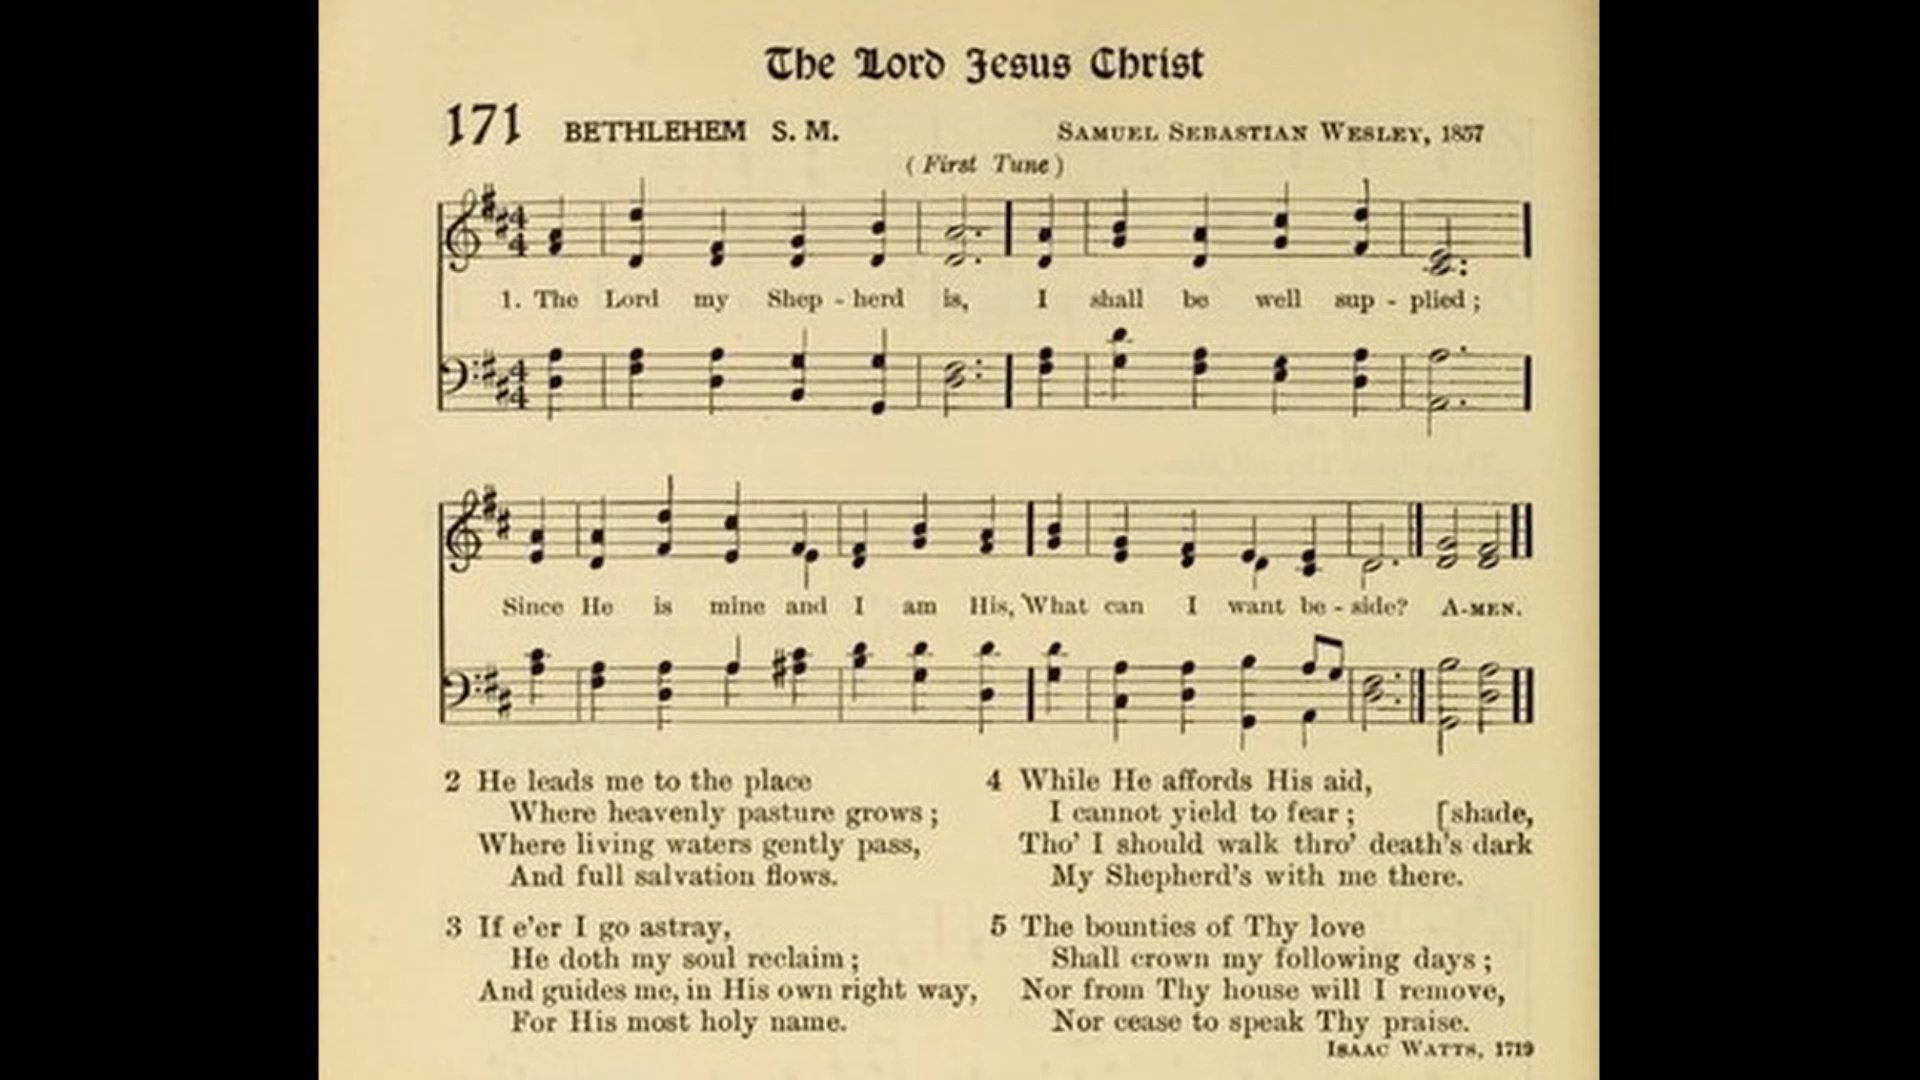 The Lord Jesus Christ
171 BETHLEHEM S. M. SAMUEL SEBASTIAN WESLEY, 1857
(First Tune)
1. The Lord my Shep - herd is, I shall be well sup - plied;
Since He is mine and I am His, What can I want be - side? A-MEN.
2 He leads me to the place
Where heavenly pasture grows;
Where living waters gently pass,
And full salvation flows.
3 If e'er I go astray,
He doth my soul reclaim;
And guides me, in His own right way,
For His most holy name.
4 While He affords His aid,
I cannot yield to fear; [shade,
Tho' I should walk thro' death's dark
My Shepherd's with me there.
5 The bounties of Thy love
Shall crown my following days;
Nor from Thy house will I remove,
Nor cease to speak Thy praise.
ISAAC WATTS, 1719